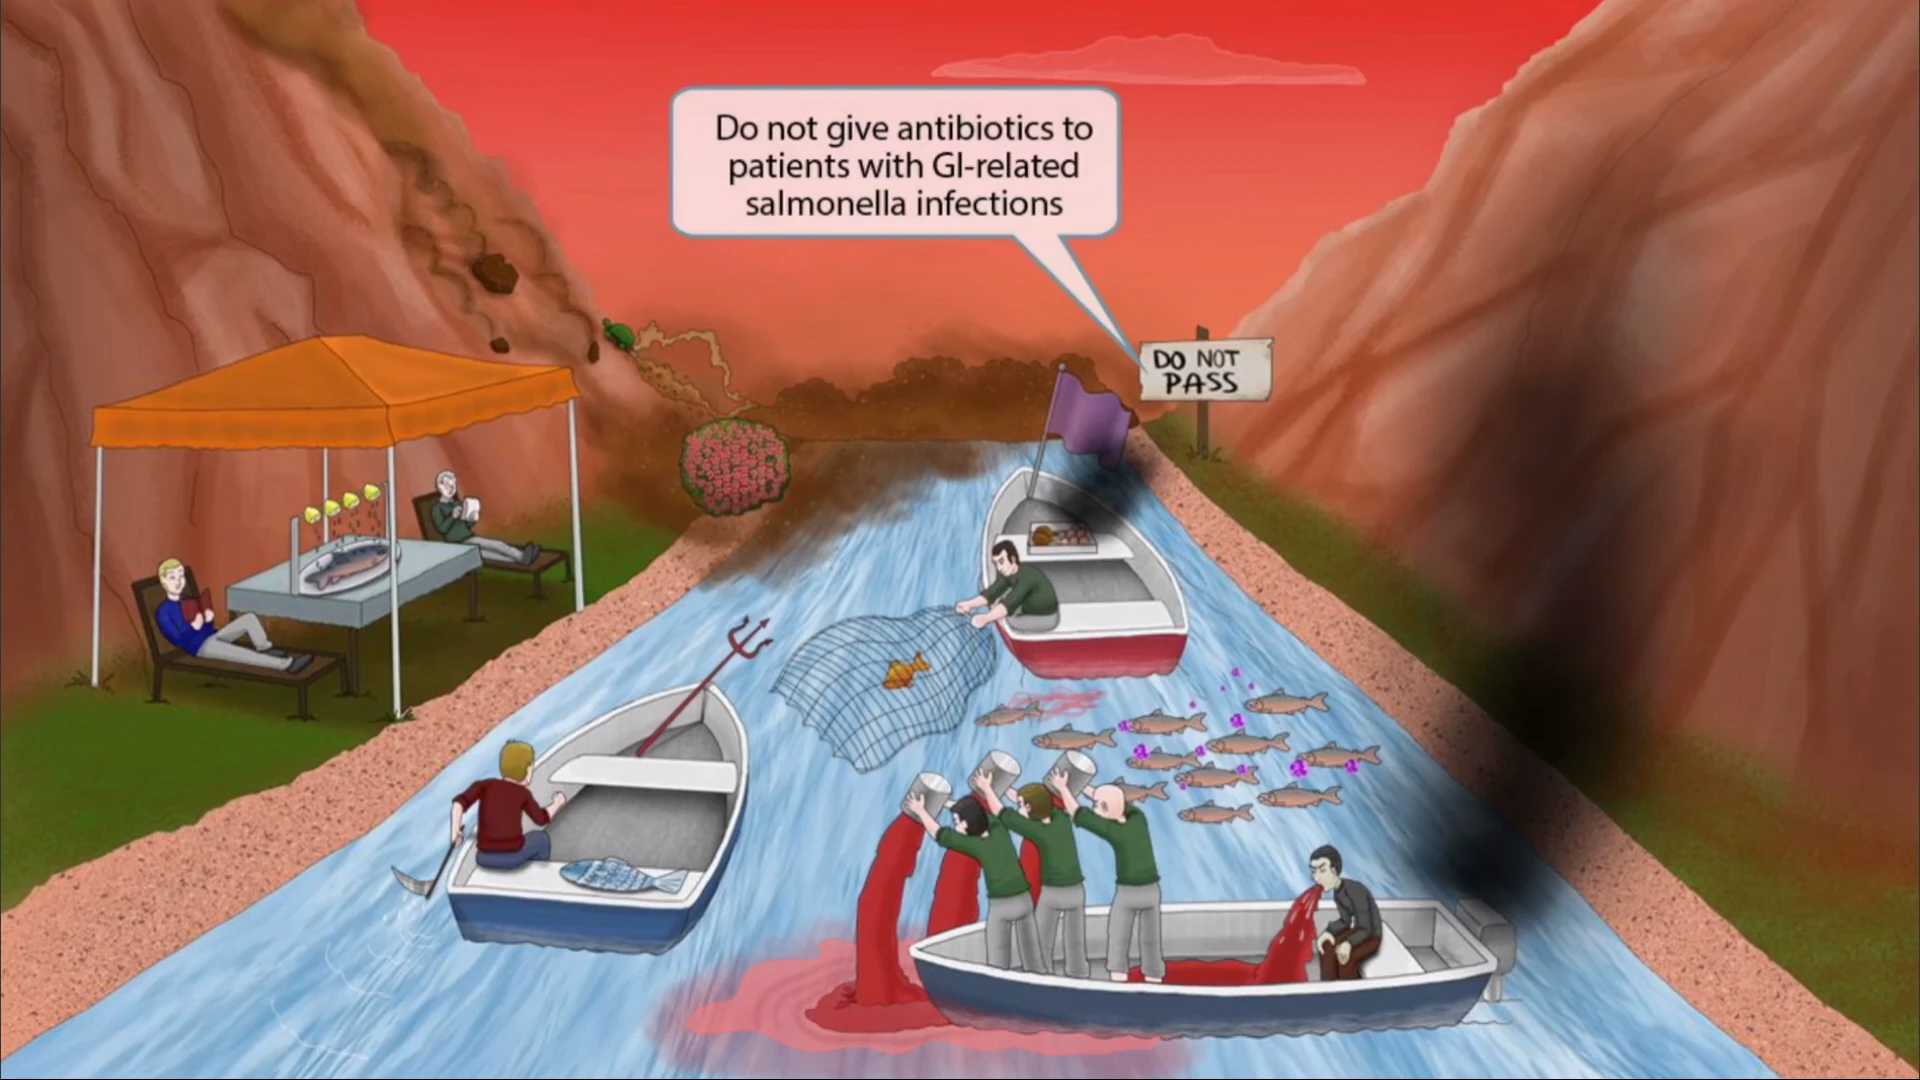 Do not give antibiotics to
patients with GI-related
salmonella infections
DO NOT
PASS